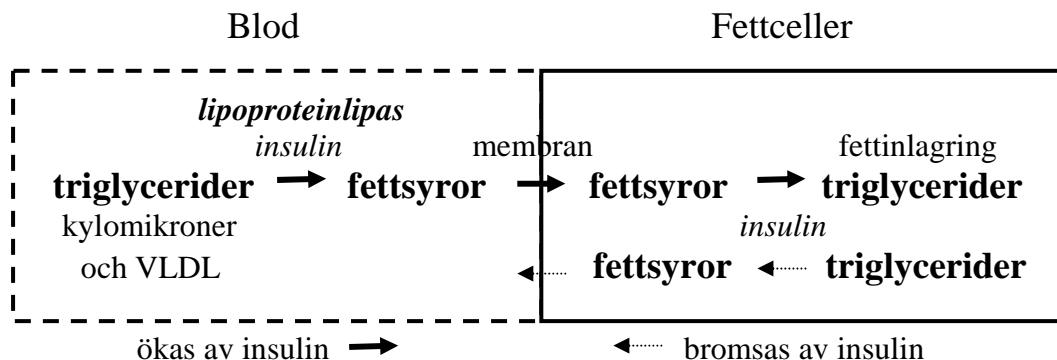 Blod Fettceller
lipoproteinlipas
insulin membran fettinlagring
triglycerider fettsyror fettsyror triglycerider
kylomikroner insulin
och VLDL fettsyror triglycerider
ökas av insulin bromsas av insulin